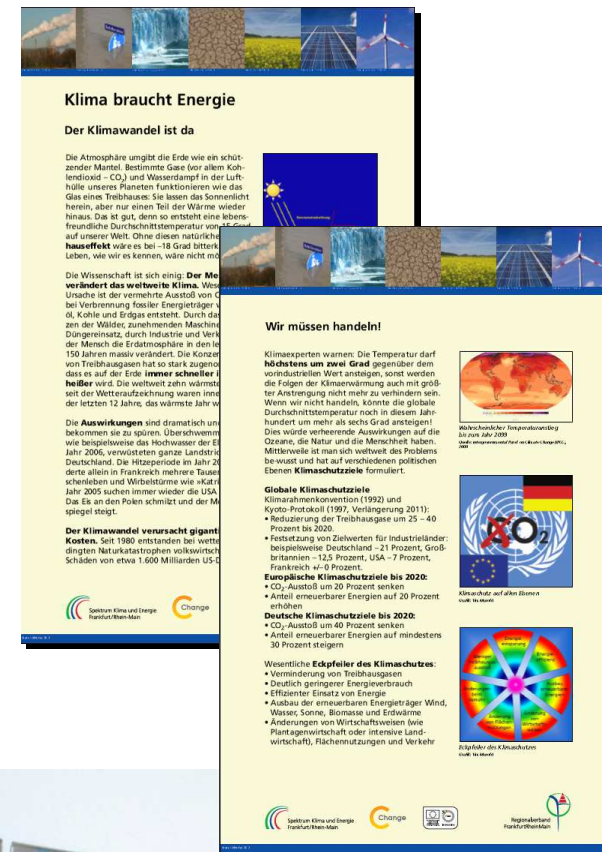 Klima braucht Energie
Der Klimawandel ist da
Die Atmosphäre umgibt die Erde wie ein schüt-
zender Mantel. Bestimmte Gase (vor allem Koh-
lendioxid – CO₂) und Wasserdampf in der Luft-
hülle unseres Planeten funktionieren wie das
Glas eines Treibhauses: Sie lassen das Sonnenlicht
herein, aber nur einen Teil der Wärme wieder
hinaus. Das ist gut, denn so entsteht eine lebens-
freundliche Durchschnittstemperatur von 15 Grad
auf unserer Welt. Ohne diesen natürliche
hauseffekt wäre es bei –18 Grad bitterk
Leben, wie wir es kennen, wäre nicht mö
Die Wissenschaft ist sich einig: Der Me
verändert das weltweite Klima. Wese
Ursache ist der vermehrte Ausstoß von C
bei Verbrennung fossiler Energieträger w
öl, Kohle und Erdgas entsteht. Durch das
zen der Wälder, zunehmenden Maschine
Düngereinsatz, durch Industrie und Verk
der Mensch die Erdatmosphäre in den le
150 Jahren massiv verändert. Die Konzen
von Treibhausgasen hat so stark zugeno
dass es auf der Erde immer schneller i
heißer wird. Die weltweit zehn wärmste
seit der Wetteraufzeichnung waren inne
der letzten 12 Jahre, das wärmste Jahr w
Die Auswirkungen sind dramatisch un
bekommen sie zu spüren. Überschwemm
wie beispielsweise das Hochwasser der El
Jahr 2006, verwüsteten ganze Landstric
Deutschland. Die Hitzeperiode im Jahr 20
derte allein in Frankreich mehrere Tausen
schenleben und Wirbelstürme wie »Katri
Jahr 2005 suchen immer wieder die USA
Das Eis an den Polen schmilzt und der Me
spiegel steigt.
Der Klimawandel verursacht giganti
Kosten. Seit 1980 entstanden bei wette
dingten Naturkatastrophen volkswirtsch
Schäden von etwa 1.600 Milliarden US-D
Spektrum Klima und Energie
Frankfurt/Rhein-Main
Change
Wir müssen handeln!
Klimaexperten warnen: Die Temperatur darf
höchstens um zwei Grad gegenüber dem
vorindustriellen Wert ansteigen, sonst werden
die Folgen der Klimaerwärmung auch mit größ-
ter Anstrengung nicht mehr zu verhindern sein.
Wenn wir nicht handeln, könnte die globale
Durchschnittstemperatur noch in diesem Jahr-
hundert um mehr als sechs Grad ansteigen!
Dies würde verheerende Auswirkungen auf die
Ozeane, die Natur und die Menschheit haben.
Mittlerweile ist man sich weltweit des Problems
be-wusst und hat auf verschiedenen politischen
Ebenen Klimaschutzziele formuliert.
Globale Klimaschutzziele
Klimarahmenkonvention (1992) und
Kyoto-Protokoll (1997, Verlängerung 2011):
• Reduzierung der Treibhausgase um 25 – 40
Prozent bis 2020.
• Festsetzung von Zielwerten für Industrieländer:
beispielsweise Deutschland –21 Prozent, Groß-
britannien –12,5 Prozent, USA –7 Prozent,
Frankreich +/–0 Prozent.
Europäische Klimaschutzziele bis 2020:
• CO₂-Ausstoß um 20 Prozent senken
• Anteil erneuerbarer Energien auf 20 Prozent
erhöhen
Deutsche Klimaschutzziele bis 2020:
• CO₂-Ausstoß um 40 Prozent senken
• Anteil erneuerbarer Energien auf mindestens
30 Prozent steigern
Wesentliche Eckpfeiler des Klimaschutzes:
• Verminderung von Treibhausgasen
• Deutlich geringerer Energieverbrauch
• Effizienter Einsatz von Energie
• Ausbau der erneuerbaren Energieträger Wind,
Wasser, Sonne, Biomasse und Erdwärme
• Änderungen von Wirtschaftsweisen (wie
Plantagenwirtschaft oder intensive Land-
wirtschaft), Flächennutzungen und Verkehr
Wahrscheinlicher Temperaturanstieg
bis zum Jahr 2099
CO₂
Klimaschutz auf allen Ebenen
Eckpfeiler des Klimaschutzes
Spektrum Klima und Energie
Frankfurt/Rhein-Main
Change
Regionalverband
FrankfurtRheinMain